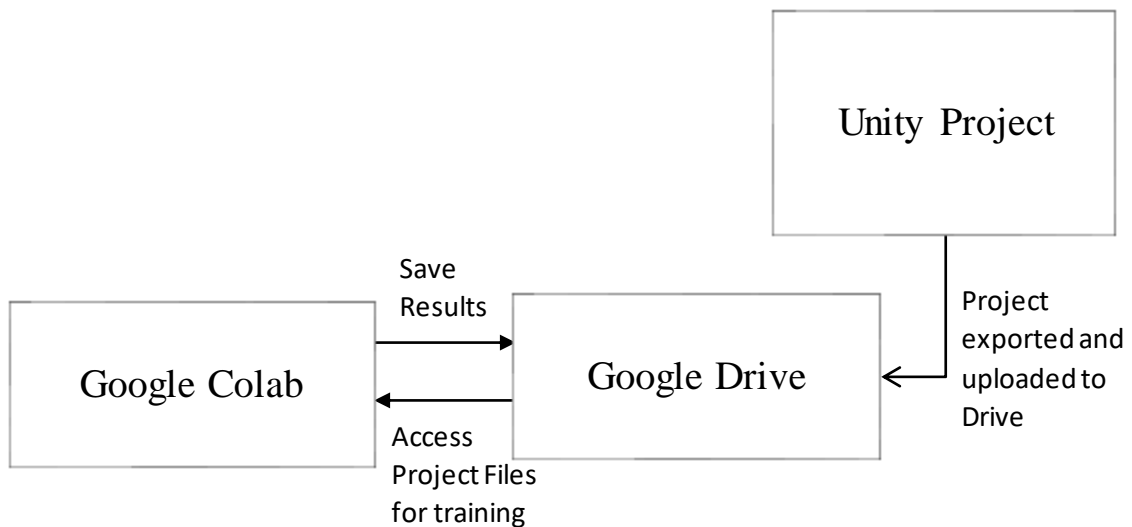 Unity Project
Save
Results
Project
exported and
uploaded to
Drive
Google Colab
Google Drive
Access
Project Files
for training